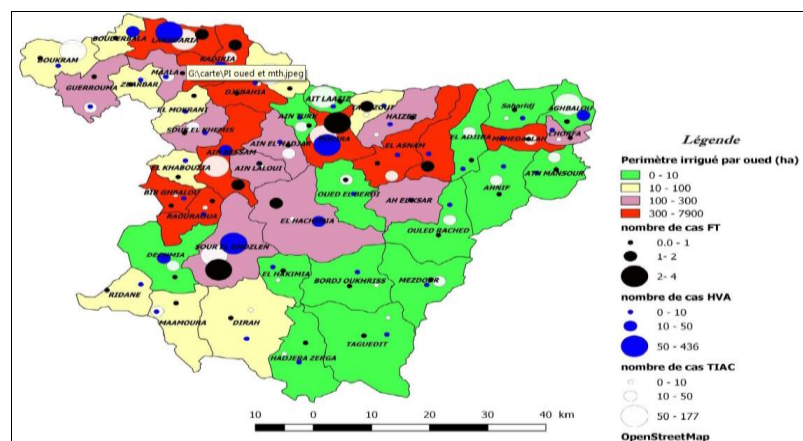 BOUDERBALA
LAKHDARIA
BOUKRAM
KADIRIA
MAALA
G:\carte\PI oued et mth.jpeg
GUERROUMA
ZBARBAR
DJEBAHIA
AIT LAAZIZ
Saharidj
AGHBALOU
EL MOKRANI
AIN TURK
HAIZER
SOUK EL KHEMIS
EL ADJIBA
MCHEDALLAH
CHORFA
AIN EL HADJAR
EL ASNAM
AIN BESSAM
EL KHABOUZIA
AIN LALOUI
ATH MANSOUR
BIR GHBALOU
OUED EL BERDI
AHNIF
AH EL KSAR
RAOURAOUA
EL HACHIMIA
OULED RACHED
SOUR EL GHOZLEN
DECHMIA
EL HAKIMIA
BORDJ OUKHRISS
MEZDOUR
RIDANE
MAAMOURA
DIRAH
TAGUEDIT
HADJERA ZERGA
10 0 10 20 30 40 km
Légende
Perimètre irrigué par oued (ha)
0 - 10
10 - 100
100 - 300
300 - 7900
nombre de cas FT
0.0 - 1
1- 2
2- 4
nombre de cas HVA
0 - 10
10 - 50
50 - 436
nombre de cas TIAC
0 - 10
10 - 50
50 - 177
OpenStreetMap